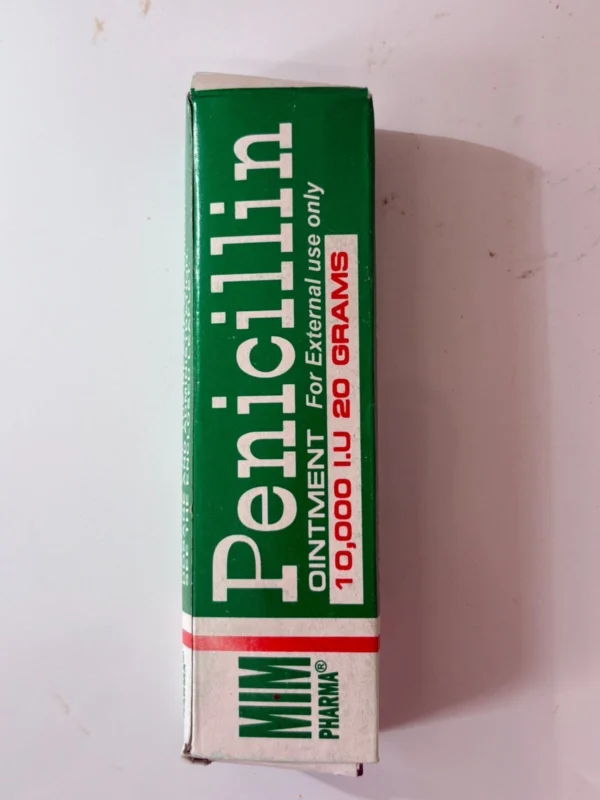 Penicillin
OINTMENT For External use only
10,000 I.U 20 GRAMS
MIM
PHARMA®